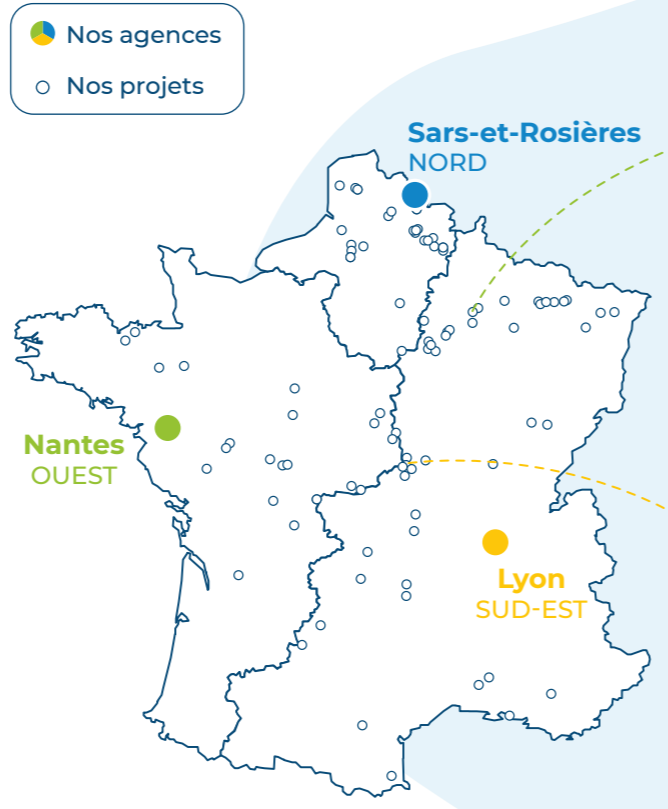 Nos agences
Nos projets
Sars-et-Rosières
NORD
Nantes
OUEST
Lyon
SUD-EST